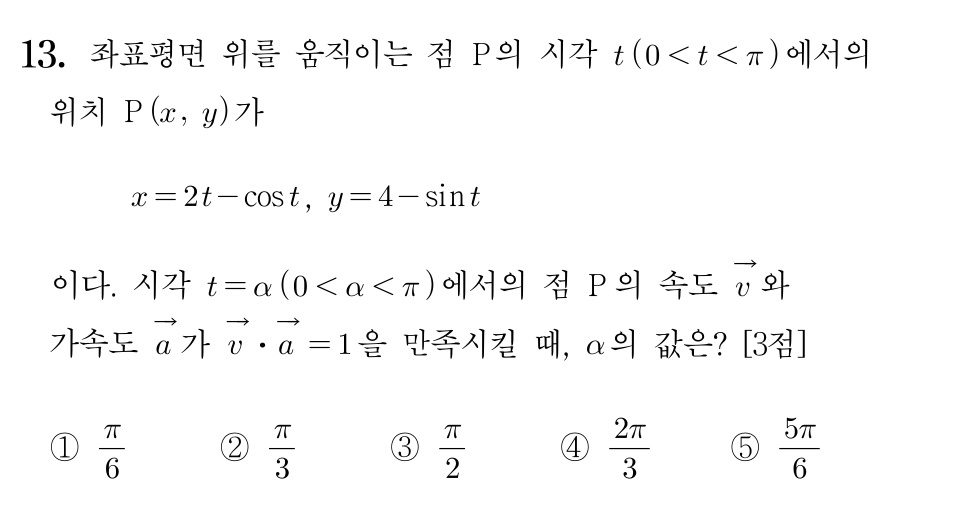 13. 좌표평면 위를 움직이는 점 P의 시각 t(0<t<π)에서의
위치 P(x, y)가
x=2t-cos t, y=4-sin t
이다. 시각 t=α(0<α<π)에서의 점 P의 속도 v⃗와
가속도 a⃗가 v⃗·a⃗=1을 만족시킬 때, α의 값은? [3점]
① π/6 ② π/3 ③ π/2 ④ 2π/3 ⑤ 5π/6